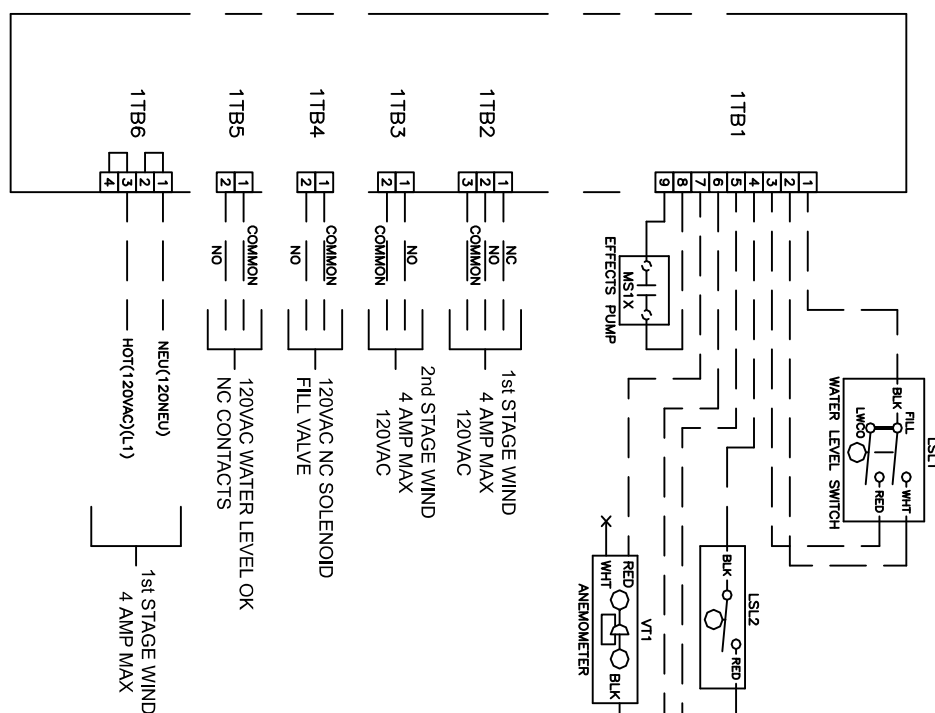 1TB6
1TB5
1TB4
1TB3
1TB2
1TB1
4
3
2
1
2
1
2
1
2
1
3
2
1
9
8
7
6
5
4
3
2
1
HOT(120VAC)(L1)
NEU(120NEU)
NO
COMMON
NO
COMMON
COMMON
NO
COMMON
NO
NC
1st STAGE WIND
4 AMP MAX
120VAC WATER LEVEL OK
NC CONTACTS
120VAC NC SOLENOID
FILL VALVE
2nd STAGE WIND
4 AMP MAX
120VAC
1st STAGE WIND
4 AMP MAX
120VAC
MS1X
EFFECTS PUMP
VT1
RED
WHT
BLK
ANEMOMETER
LSL2
BLK
RED
LSL1
BLK
FILL
LWCO
WHT
RED
WATER LEVEL SWITCH